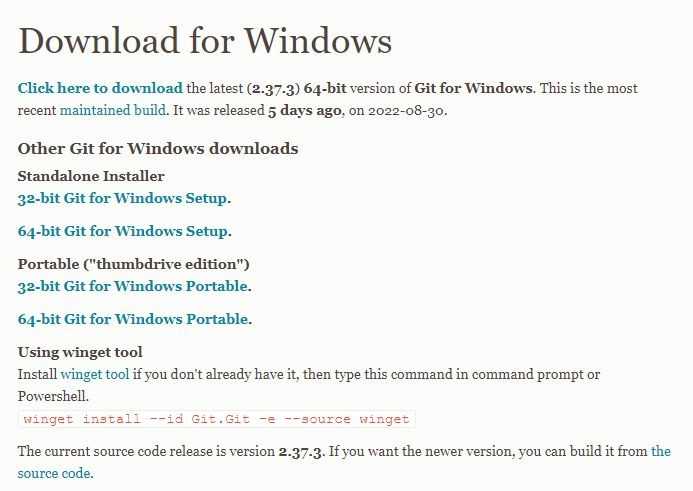 Download for Windows
Click here to download the latest (2.37.3) 64-bit version of Git for Windows. This is the most
recent maintained build. It was released 5 days ago, on 2022-08-30.
Other Git for Windows downloads
Standalone Installer
32-bit Git for Windows Setup.
64-bit Git for Windows Setup.
Portable ("thumbdrive edition")
32-bit Git for Windows Portable.
64-bit Git for Windows Portable.
Using winget tool
Install winget tool if you don't already have it, then type this command in command prompt or
Powershell.
winget install --id Git.Git -e --source winget
The current source code release is version 2.37.3. If you want the newer version, you can build it from the
source code.